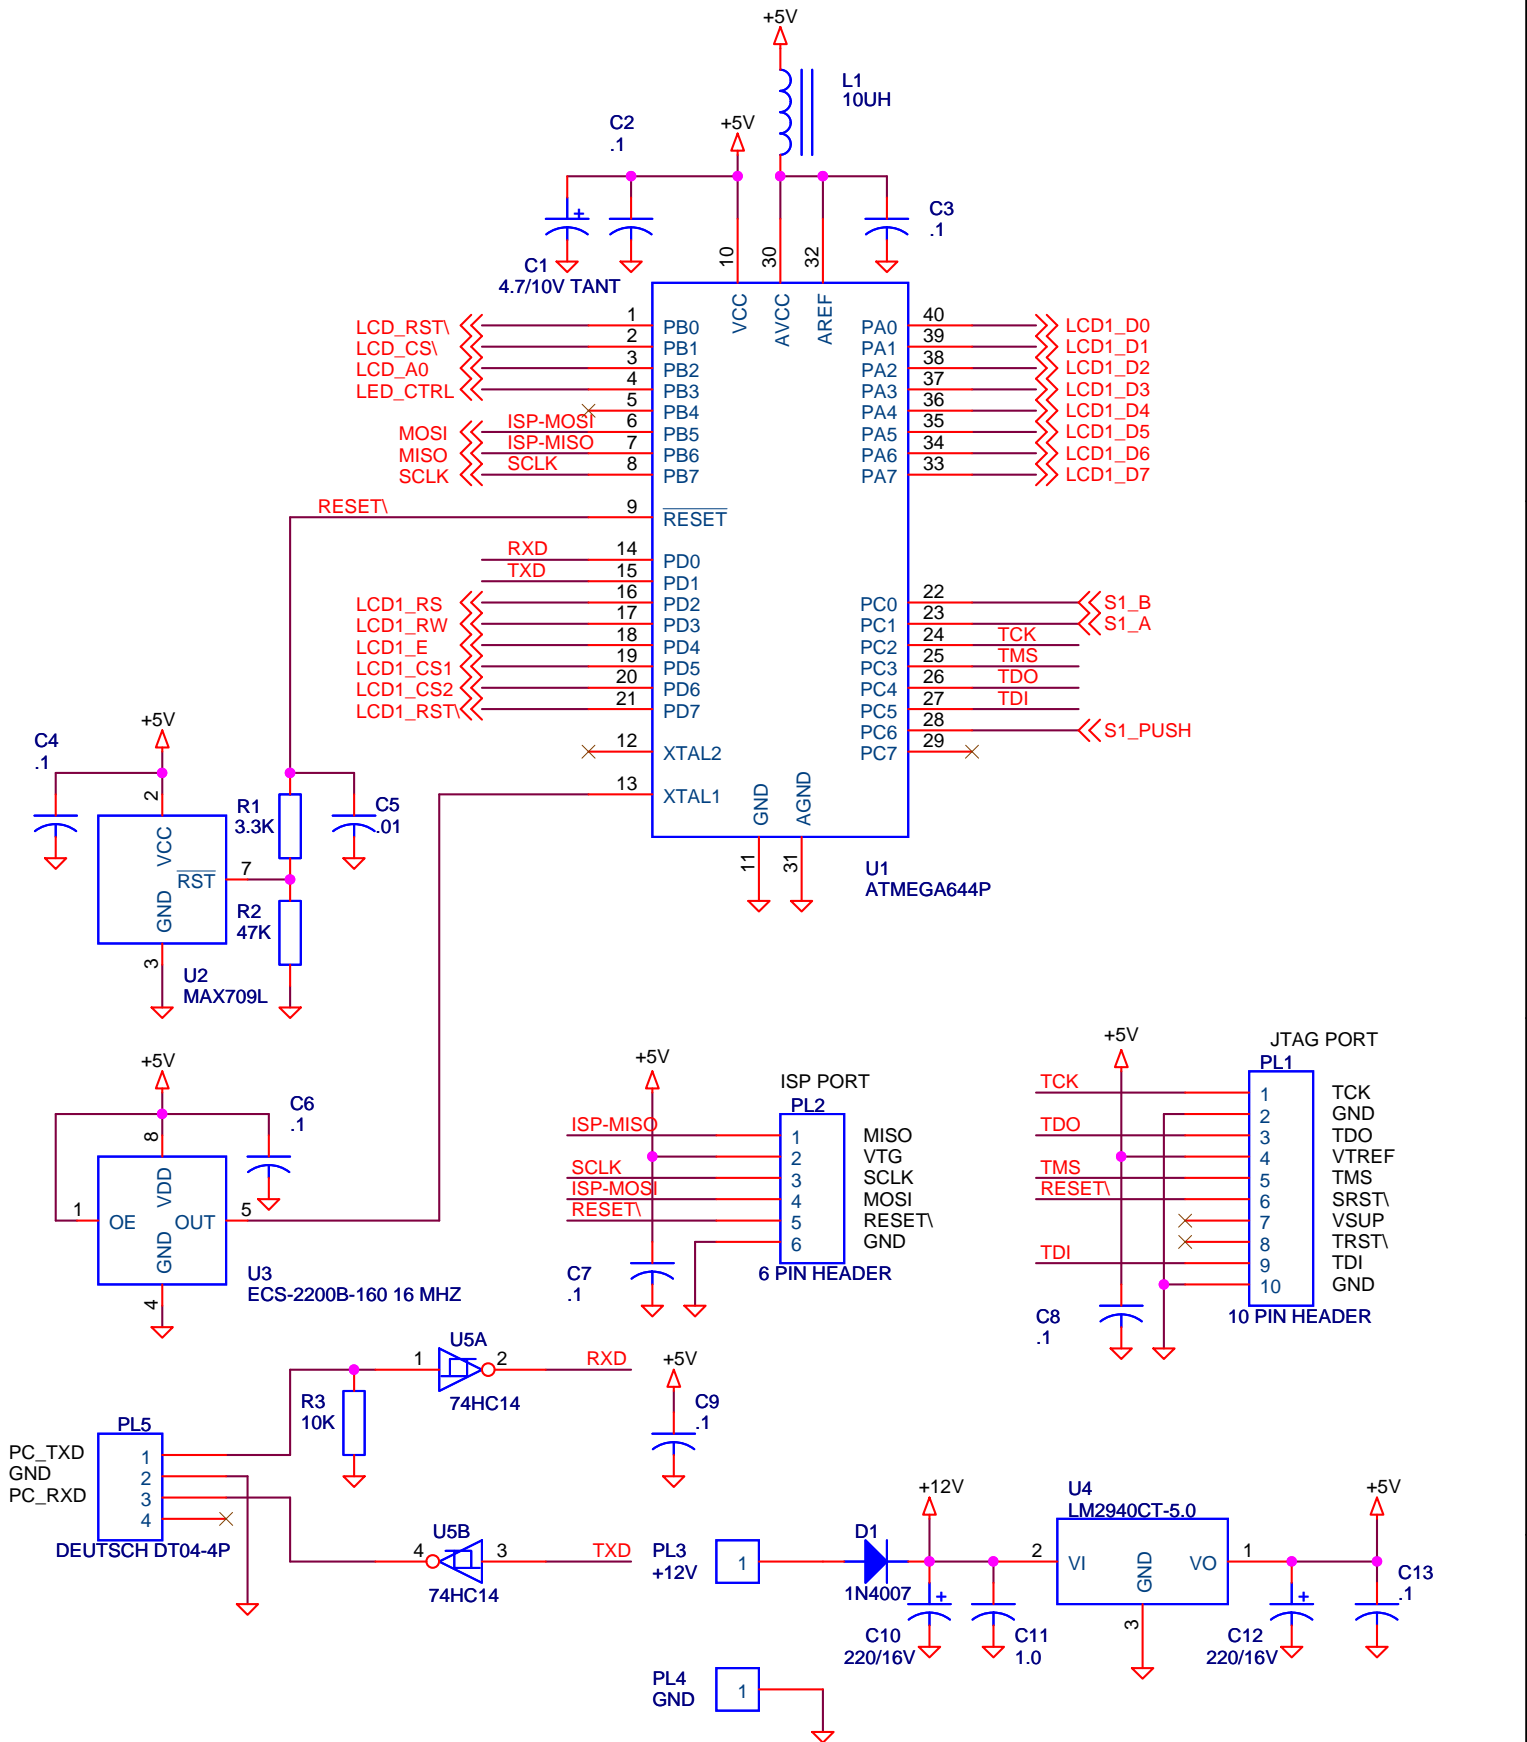 +5V
L1
10UH
C2
.1
+5V
C3
.1
C1
4.7/10V TANT
10
30
32
VCC
AVCC
AREF
LCD_RST\
1
PB0
LCD_CS\
2
PB1
LCD_A0
3
PB2
LED_CTRL
4
PB3
5
PB4
MOSI
ISP-MOSI
6
PB5
MISO
ISP-MISO
7
PB6
SCLK
SCLK
8
PB7
PA0
40
LCD1_D0
PA1
39
LCD1_D1
PA2
38
LCD1_D2
PA3
37
LCD1_D3
PA4
36
LCD1_D4
PA5
35
LCD1_D5
PA6
34
LCD1_D6
PA7
33
LCD1_D7
RESET\
9
RESET
RXD
14
PD0
TXD
15
PD1
LCD1_RS
16
PD2
LCD1_RW
17
PD3
LCD1_E
18
PD4
LCD1_CS1
19
PD5
LCD1_CS2
20
PD6
LCD1_RST\
21
PD7
PC0
22
S1_B
PC1
23
S1_A
PC2
24
TCK
PC3
25
TMS
PC4
26
TDO
PC5
27
TDI
PC6
28
S1_PUSH
PC7
29
12
XTAL2
13
XTAL1
GND
AGND
11
31
U1
ATMEGA644P
+5V
C4
.1
2
VCC
RST
GND
7
3
R1
3.3K
C5
.01
R2
47K
U2
MAX709L
+5V
C6
.1
8
VDD
1
OE
OUT
5
GND
4
U3
ECS-2200B-160 16 MHZ
+5V
ISP PORT
PL2
ISP-MISO
1
MISO
2
VTG
SCLK
3
SCLK
ISP-MOSI
4
MOSI
RESET\
5
RESET\
6
GND
C7
.1
6 PIN HEADER
+5V
JTAG PORT
PL1
TCK
1
TCK
2
GND
TDO
3
TDO
4
VTREF
TMS
5
TMS
RESET\
6
SRST\
7
VSUP
8
TRST\
TDI
9
TDI
10
GND
C8
.1
10 PIN HEADER
U5A
1
2
RXD
74HC14
R3
10K
+5V
C9
.1
PL5
PC_TXD
1
GND
2
PC_RXD
3
4
DEUTSCH DT04-4P
U5B
4
3
TXD
74HC14
PL3
+12V
1
D1
1N4007
+12V
U4
LM2940CT-5.0
2
VI
GND
VO
1
3
+5V
C10
220/16V
C11
1.0
C12
220/16V
C13
.1
PL4
GND
1